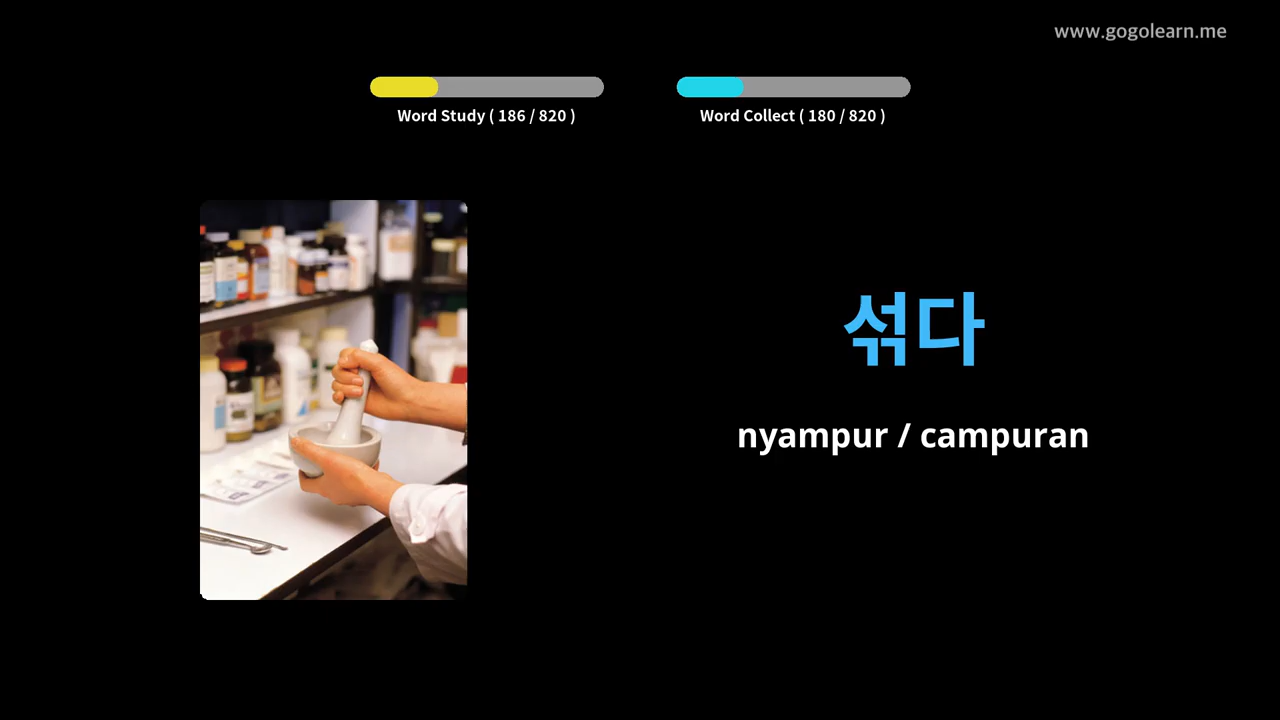 www.gogolearn.me
Word Study ( 186 / 820 )
Word Collect ( 180 / 820 )
섞다
nyampur / campuran